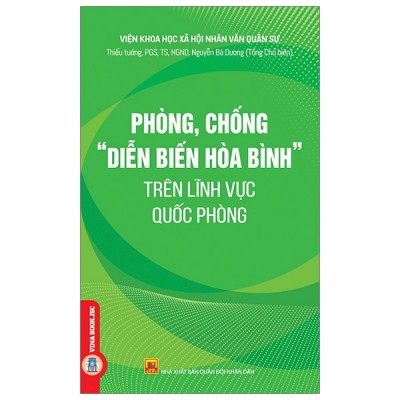 VIỆN KHOA HỌC XÃ HỘI NHÂN VĂN QUÂN SỰ
Thiếu tướng, PGS, TS, NGND. Nguyễn Bá Dương (Tổng Chủ biên)
PHÒNG, CHỐNG
“DIỄN BIẾN HÒA BÌNH”
TRÊN LĨNH VỰC
QUỐC PHÒNG
VINA BOOK.JSC
NHÀ XUẤT BẢN QUÂN ĐỘI NHÂN DÂN